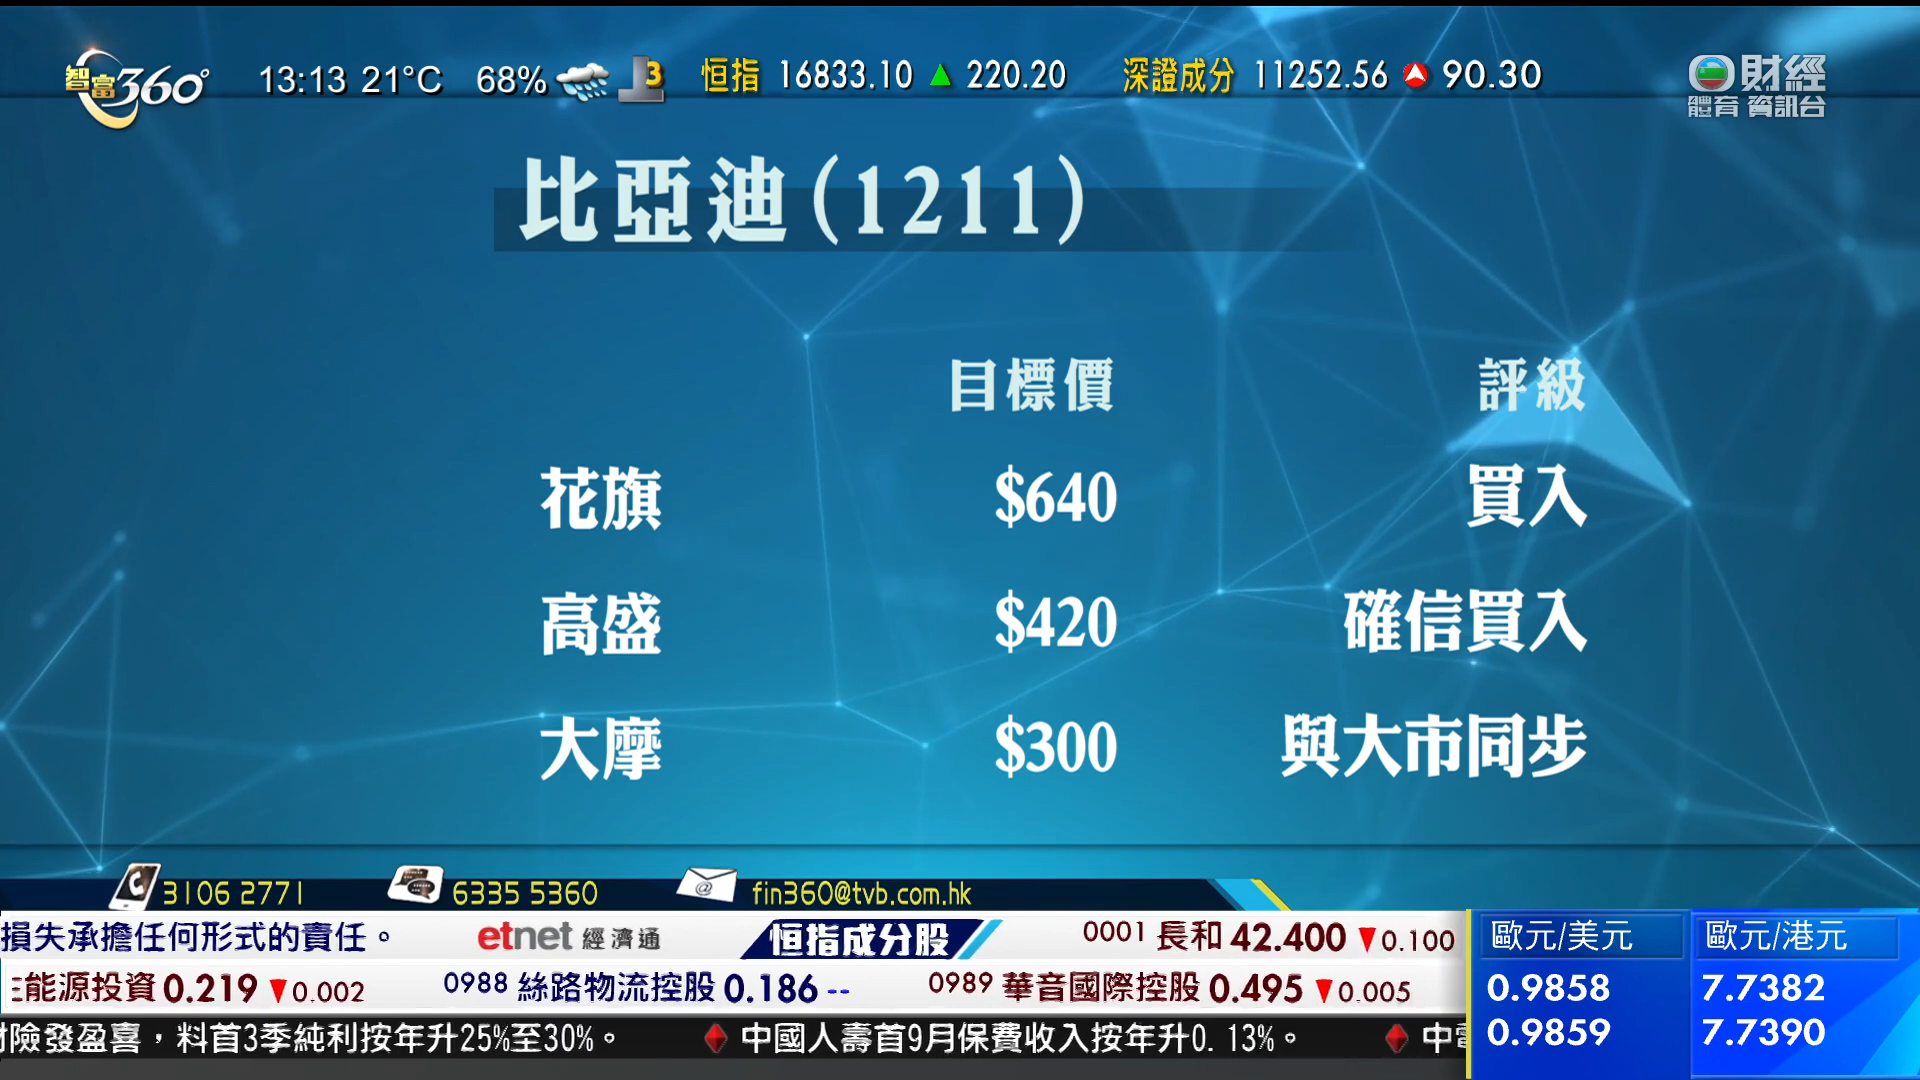 智富360°
13:13 21°C 68% 3 恒指 16833.10 ▲ 220.20 深證成分 11252.56 90.30
財經
體育 資訊台
比亞迪(1211)
目標價 評級
花旗 $640 買入
高盛 $420 確信買入
大摩 $300 與大市同步
3106 2771 6335 5360 fin360@tvb.com.hk
損失承擔任何形式的責任。 etnet 經濟通 恒指成分股 0001 長和 42.400 ▼0.100
能源投資 0.219 ▼0.002 0988 絲路物流控股 0.186 -- 0989 華音國際控股 0.495 ▼0.005
險發盈喜，料首3季純利按年升25%至30%。 ♦ 中國人壽首9月保費收入按年升0.13%。 ♦ 中
歐元/美元 歐元/港元
0.9858 7.7382
0.9859 7.7390